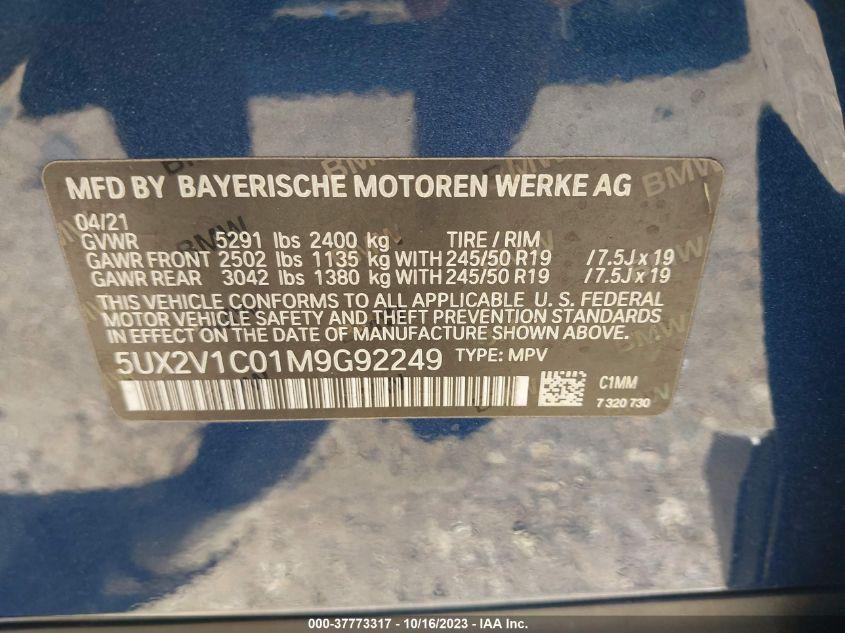 MFD BY BAYERISCHE MOTOREN WERKE AG
04/21
GVWR 5291 lbs 2400 kg TIRE / RIM
GAWR FRONT 2502 lbs 1135 kg WITH 245/50 R19 /7.5J x 19
GAWR REAR 3042 lbs 1380 kg WITH 245/50 R19 /7.5J x 19
THIS VEHICLE CONFORMS TO ALL APPLICABLE U. S. FEDERAL
MOTOR VEHICLE SAFETY AND THEFT PREVENTION STANDARDS
IN EFFECT ON THE DATE OF MANUFACTURE SHOWN ABOVE.
5UX2V1C01M9G92249 TYPE: MPV
C1MM
7 320 730
000-37773317 - 10/16/2023 - IAA, Inc.